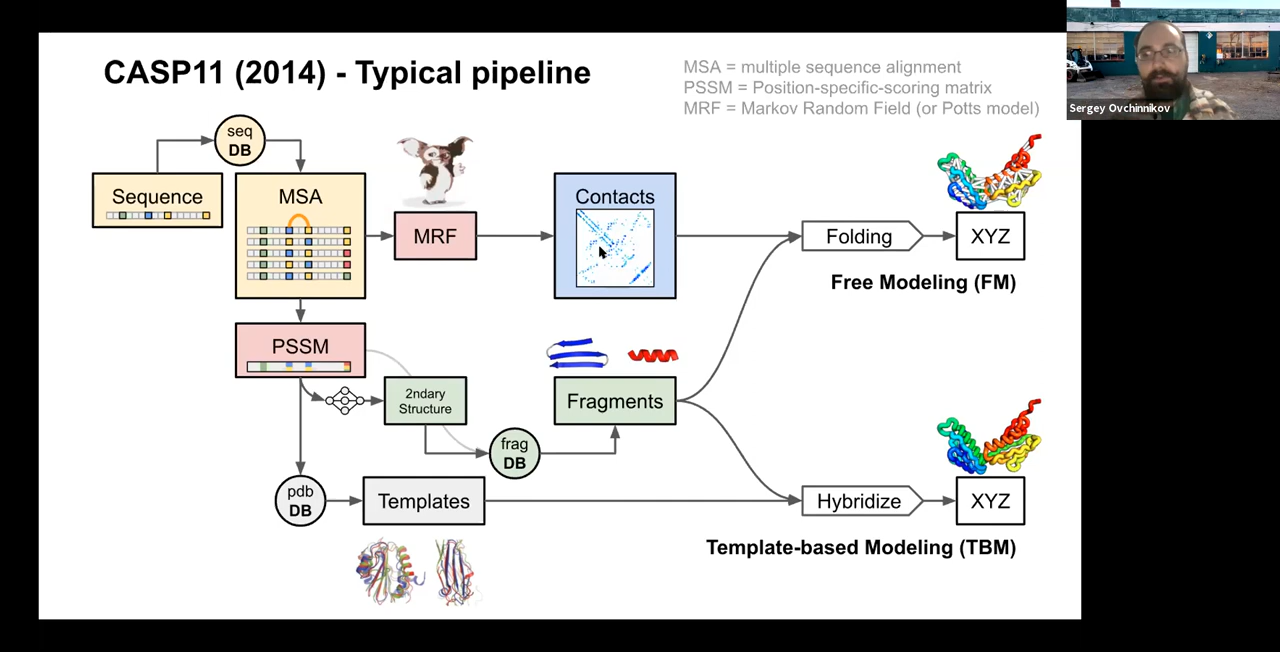 CASP11 (2014) - Typical pipeline
MSA = multiple sequence alignment
PSSM = Position-specific-scoring matrix
MRF = Markov Random Field (or Potts model)
Sergey Ovchinnikov
seq
DB
Sequence
MSA
MRF
Contacts
Folding
XYZ
Free Modeling (FM)
PSSM
2ndary
Structure
Fragments
frag
DB
pdb
DB
Templates
Hybridize
XYZ
Template-based Modeling (TBM)